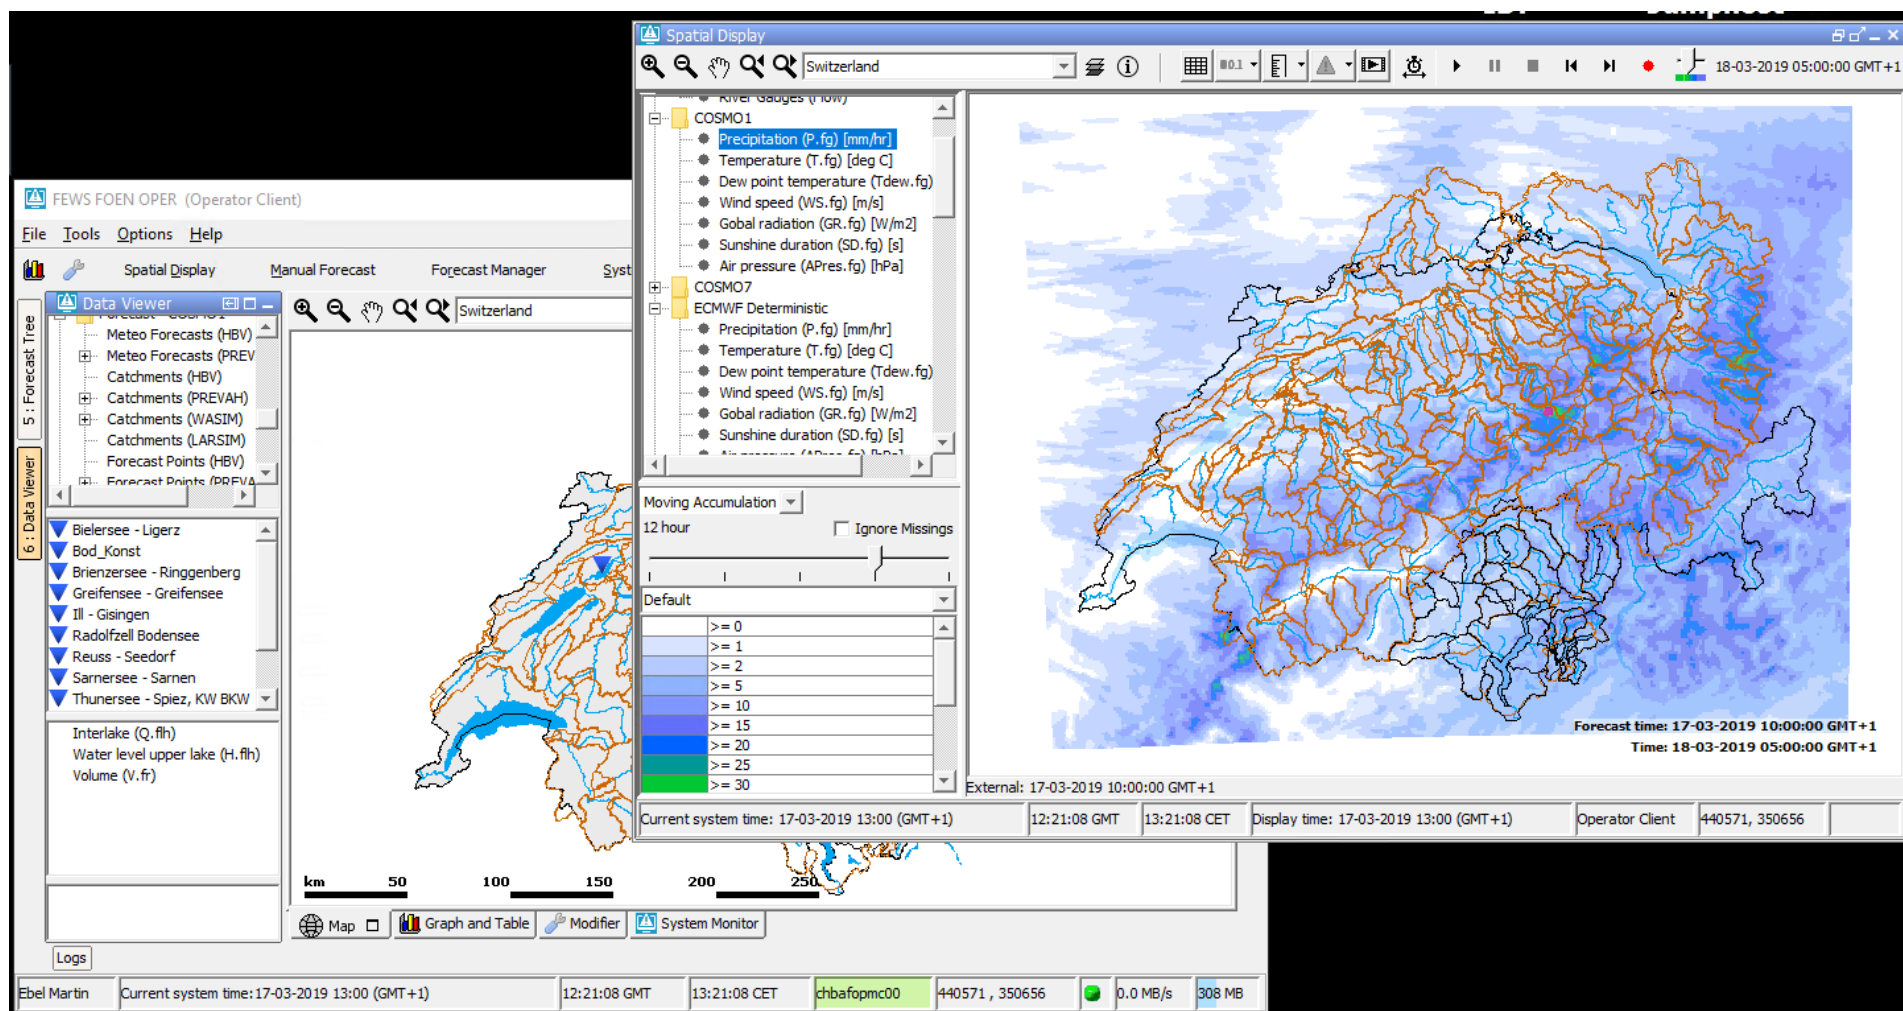 Spatial Display
Switzerland
18-03-2019 05:00:00 GMT+1
River Gauges (Flow)
COSMO1
Precipitation (P.fg) [mm/hr]
Temperature (T.fg) [deg C]
Dew point temperature (Tdew.fg)
Wind speed (WS.fg) [m/s]
Gobal radiation (GR.fg) [W/m2]
Sunshine duration (SD.fg) [s]
Air pressure (APres.fg) [hPa]
COSMO7
ECMWF Deterministic
Precipitation (P.fg) [mm/hr]
Temperature (T.fg) [deg C]
Dew point temperature (Tdew.fg)
Wind speed (WS.fg) [m/s]
Gobal radiation (GR.fg) [W/m2]
Sunshine duration (SD.fg) [s]
Air pressure (APres.fg) [hPa]
Moving Accumulation
12 hour
Ignore Missings
Default
>= 0
>= 1
>= 2
>= 5
>= 10
>= 15
>= 20
>= 25
>= 30
Forecast time: 17-03-2019 10:00:00 GMT+1
Time: 18-03-2019 05:00:00 GMT+1
External: 17-03-2019 10:00:00 GMT+1
Current system time: 17-03-2019 13:00 (GMT+1)
12:21:08 GMT
13:21:08 CET
Display time: 17-03-2019 13:00 (GMT+1)
Operator Client
440571, 350656
FEWS FOEN OPER (Operator Client)
File Tools Options Help
Spatial Display
Manual Forecast
Forecast Manager
Syst
5 : Forecast Tree
6 : Data Viewer
Data Viewer
Switzerland
Forecast - COSMO1
Meteo Forecasts (HBV)
Meteo Forecasts (PREV
Catchments (HBV)
Catchments (PREVAH)
Catchments (WASIM)
Catchments (LARSIM)
Forecast Points (HBV)
Forecast Points (PREVA
Bielersee - Ligerz
Bod_Konst
Brienzersee - Ringgenberg
Greifensee - Greifensee
Ill - Gisingen
Radolfzell Bodensee
Reuss - Seedorf
Sarnersee - Sarnen
Thunersee - Spiez, KW BKW
Interlake (Q.flh)
Water level upper lake (H.flh)
Volume (V.fr)
km 50 100 150 200 250
Map
Graph and Table
Modifier
System Monitor
Logs
Ebel Martin
Current system time:17-03-2019 13:00 (GMT+1)
12:21:08 GMT
13:21:08 CET
chbafopmc00
440571 , 350656
0.0 MB/s
308 MB